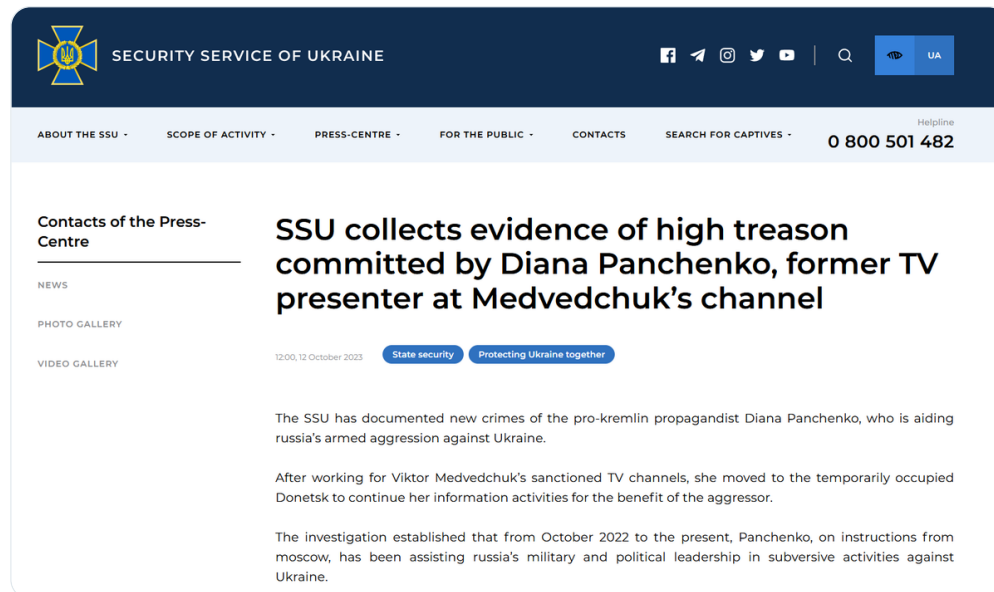 SECURITY SERVICE OF UKRAINE
UA
ABOUT THE SSU
SCOPE OF ACTIVITY
PRESS-CENTRE
FOR THE PUBLIC
CONTACTS
SEARCH FOR CAPTIVES
Helpline
0 800 501 482
Contacts of the Press-
Centre
NEWS
PHOTO GALLERY
VIDEO GALLERY
SSU collects evidence of high treason
committed by Diana Panchenko, former TV
presenter at Medvedchuk's channel
12:00, 12 October 2023
State security
Protecting Ukraine together
The SSU has documented new crimes of the pro-kremlin propagandist Diana Panchenko, who is aiding
russia's armed aggression against Ukraine.
After working for Viktor Medvedchuk's sanctioned TV channels, she moved to the temporarily occupied
Donetsk to continue her information activities for the benefit of the aggressor.
The investigation established that from October 2022 to the present, Panchenko, on instructions from
moscow, has been assisting russia's military and political leadership in subversive activities against
Ukraine.